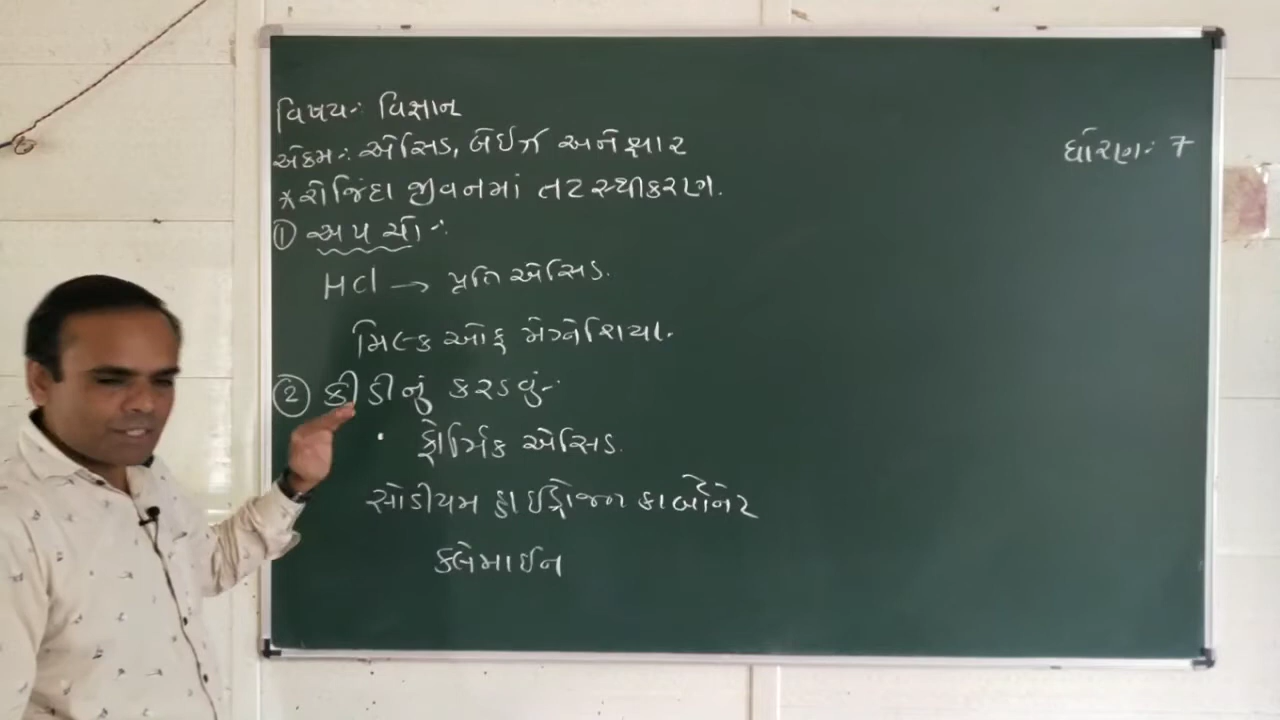 વિષય:- વિજ્ઞાન
ધોરણ:- 7
એકમ:- એસિડ, બેઈઝ અને ક્ષાર
* રોજિંદા જીવનમાં તટસ્થીકરણ.
① અપચો:-
HCl → પ્રતિએસિડ.
મિલ્ક ઓફ મેગ્નેશિયા.
② કીડીનું કરડવું:-
ફોર્મિક એસિડ.
સોડીયમ હાઈડ્રોજન કાર્બોનેટ
કલેમાઈન